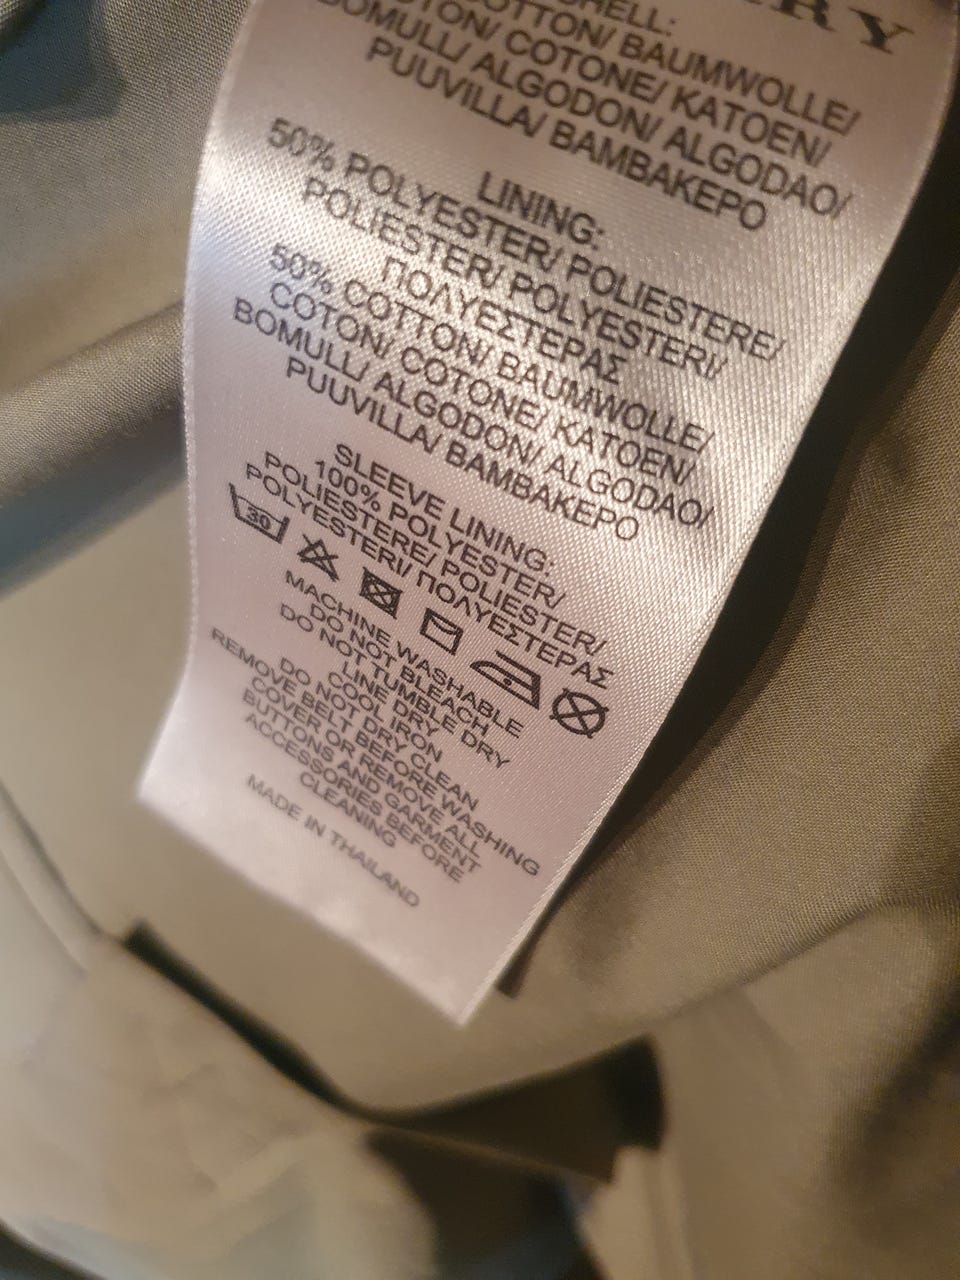 RRY
SHELL:
COTTON/ BAUMWOLLE/
COTON/ COTONE/ KATOEN/
BOMULL/ ALGODON/ ALGODAO/
PUUVILLA/ BAMBAKEPO
LINING:
50% POLYESTER/ POLIESTERE/
POLIESTER/ POLYESTERI/
ΠΟΛΥΕΣΤΕΡΑΣ
50% COTTON/ BAUMWOLLE/
COTON/ COTONE/ KATOEN/
BOMULL/ ALGODON/ ALGODAO/
PUUVILLA/ BAMBAKEPO
SLEEVE LINING:
100% POLYESTER/
POLIESTERE/ POLIESTER/
POLYESTERI/ ΠΟΛΥΕΣΤΕΡΑΣ
30
MACHINE WASHABLE
DO NOT BLEACH
DO NOT TUMBLE DRY
LINE DRY
COOL IRON
DO NOT DRY CLEAN
REMOVE BELT BEFORE WASHING
COVER OR REMOVE ALL
BUTTONS AND GARMENT
ACCESSORIES BEFORE
CLEANING
MADE IN THAILAND